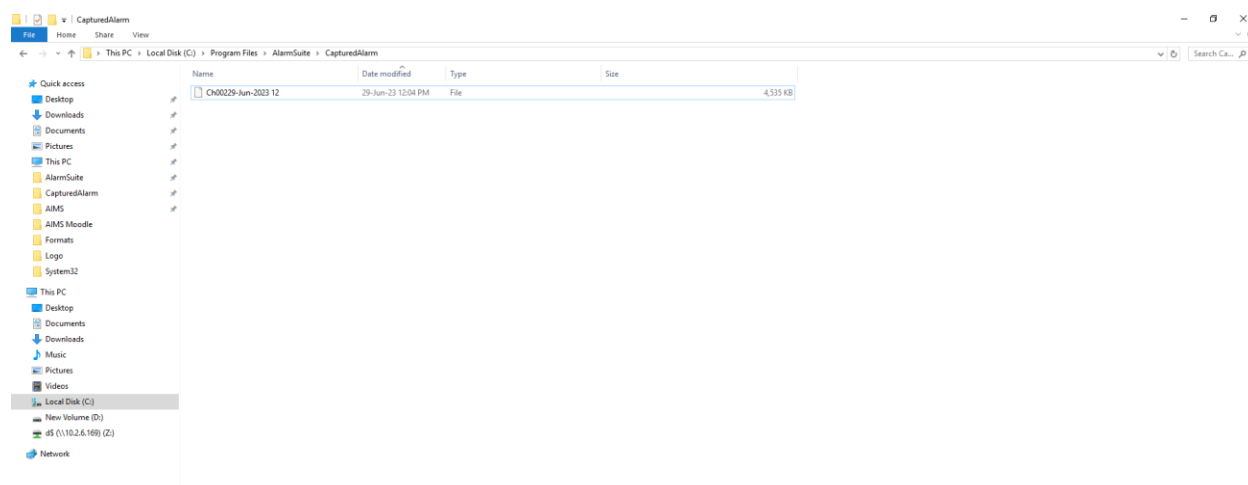 CapturedAlarm
File Home Share View
This PC Local Disk (C:) Program Files AlarmSuite CapturedAlarm
Search Ca...
Name Date modified Type Size
Ch00229-Jun-2023 12 29-Jun-23 12:04 PM File 4,535 KB
Quick access
Desktop
Downloads
Documents
Pictures
This PC
AlarmSuite
CapturedAlarm
AIMS
AIMS Moodle
Formats
Logo
System32
This PC
Desktop
Documents
Downloads
Music
Pictures
Videos
Local Disk (C:)
New Volume (D:)
d$ (\\10.2.6.169) (Z:)
Network